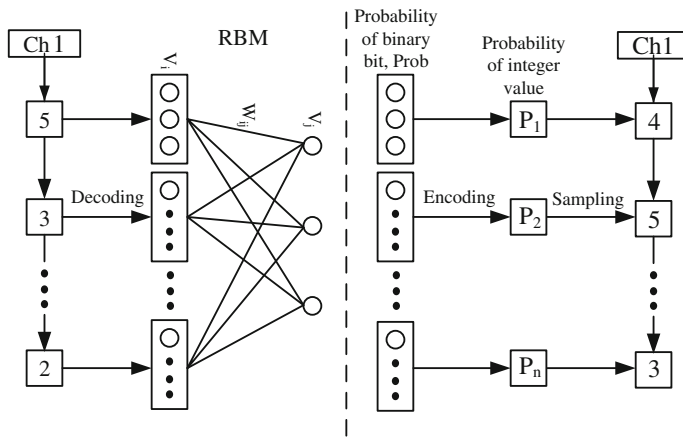 Ch 1
RBM
Probability
of binary
bit, Prob
Probability
of integer
value
Ch1
V_i
W_ij
V_j
5
P_1
4
3
Decoding
Encoding
P_2
Sampling
5
2
P_n
3